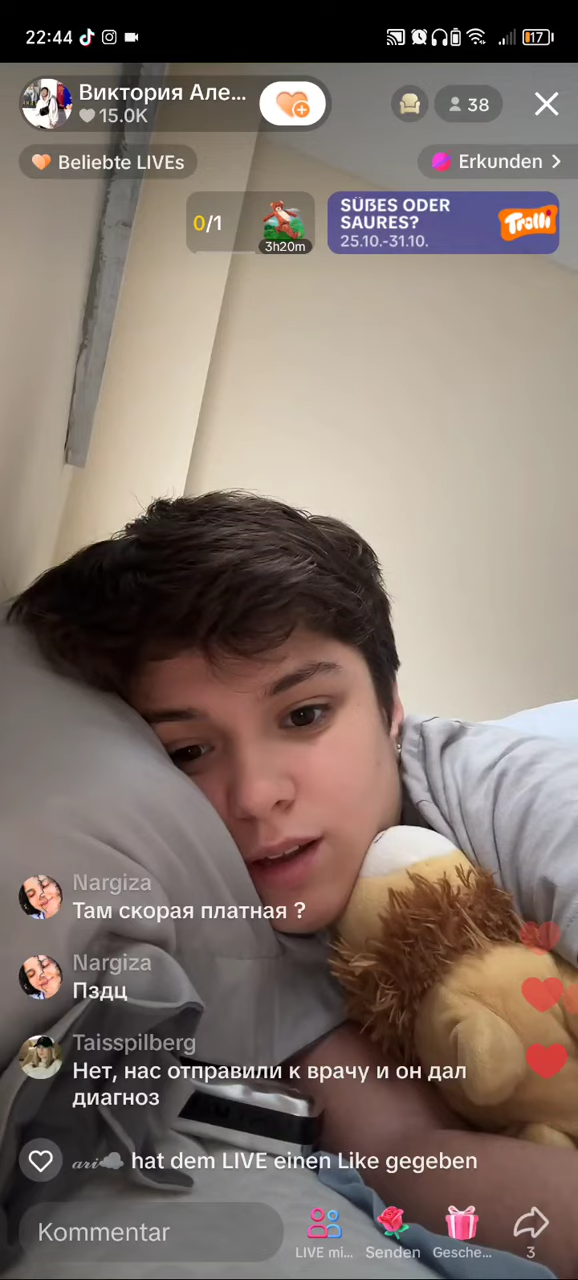 22:44
17
Виктория Але...
15.0K
38
Beliebte LIVEs
Erkunden
0/1
3h20m
SÜẞES ODER
SAURES?
25.10.-31.10.
Trolli
Nargiza
Там скорая платная ?
Nargiza
Пздц
Taisspilberg
Нет, нас отправили к врачу и он дал
диагноз
ari hat dem LIVE einen Like gegeben
Kommentar
LIVE mi...
Senden
Gesche...
3